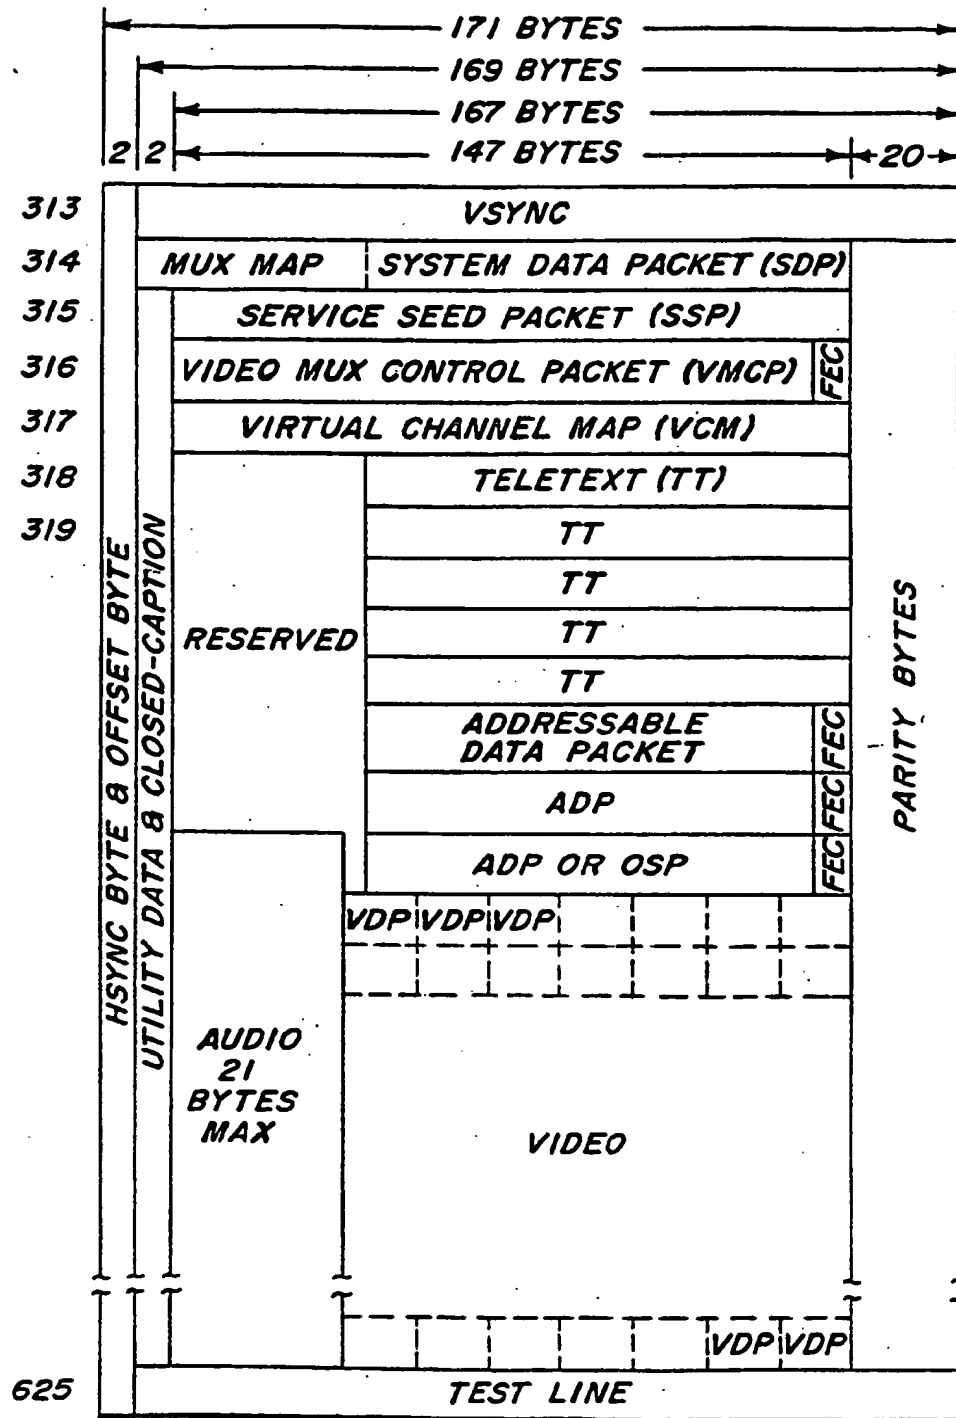 171 BYTES
169 BYTES
167 BYTES
2 2 147 BYTES 20
313 VSYNC
314 MUX MAP SYSTEM DATA PACKET (SDP)
315 SERVICE SEED PACKET (SSP)
316 VIDEO MUX CONTROL PACKET (VMCP) FEC
317 VIRTUAL CHANNEL MAP (VCM)
318 TELETEXT (TT)
319 TT
TT
TT
TT
RESERVED
ADDRESSABLE
DATA PACKET
FEC
ADP FEC
ADP OR OSP FEC
HSYNC BYTE & OFFSET BYTE
UTILITY DATA & CLOSED-CAPTION
PARITY BYTES
VDP VDP VDP
AUDIO
21
BYTES
MAX
VIDEO
VDP VDP
625 TEST LINE